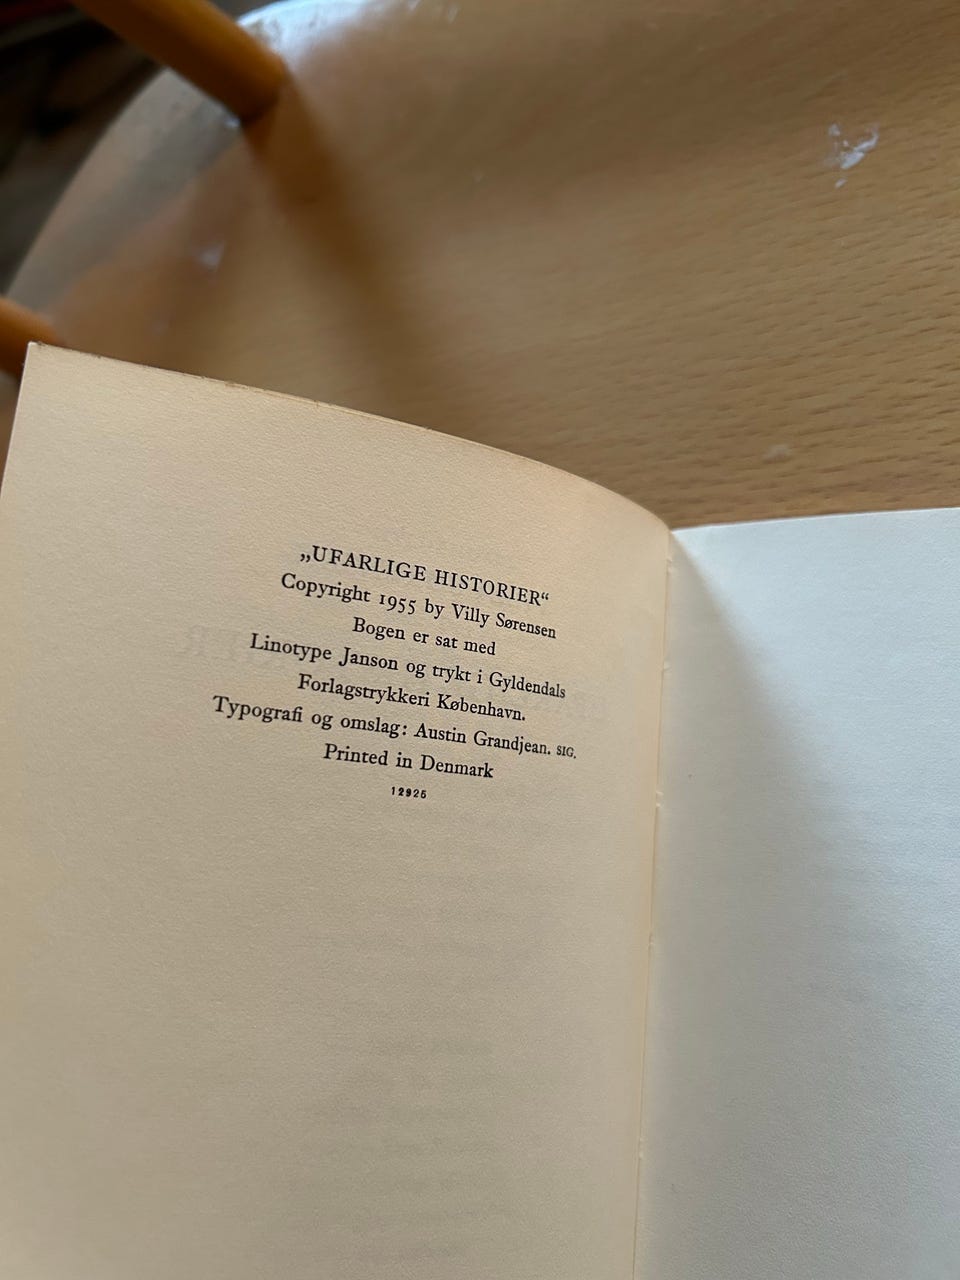 „UFARLIGE HISTORIER“
Copyright 1955 by Villy Sørensen
Bogen er sat med
Linotype Janson og trykt i Gyldendals
Forlagstrykkeri København.
Typografi og omslag: Austin Grandjean. SIG.
Printed in Denmark
12925